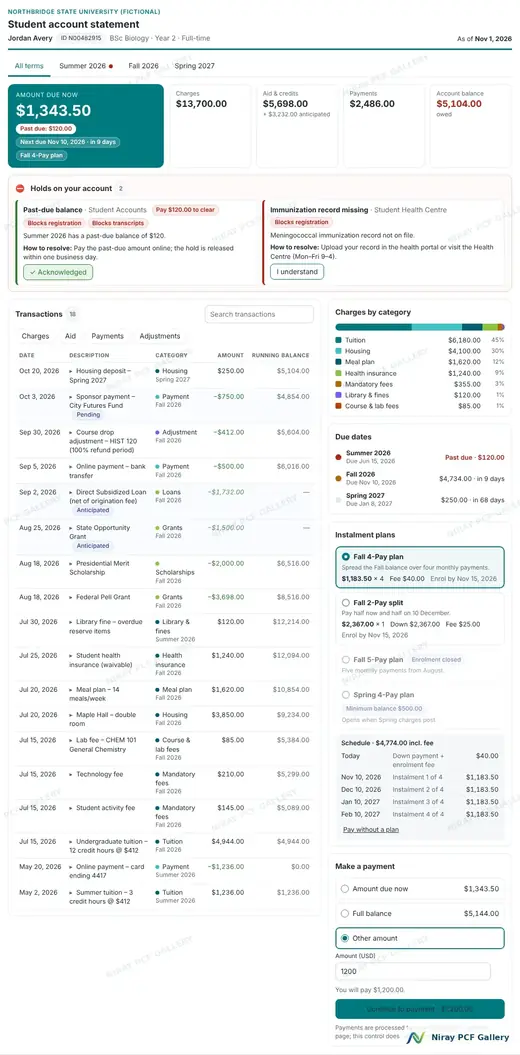 NORTHBRIDGE STATE UNIVERSITY (FICTIONAL)
Student account statement
Jordan Avery ID N00462915 BSc Biology · Year 2 · Full-time
As of Nov 1, 2026
All terms Summer 2026 Fall 2026 Spring 2027
AMOUNT DUE NOW
$1,343.50
Past due: $120.00
Next due Nov 10, 2026 · in 9 days
Fall 4-Pay plan
Charges
$13,700.00
Aid & credits
$5,698.00
+ $3,232.00 anticipated
Payments
$2,486.00
Account balance
$5,104.00
owed
Holds on your account 2
Past-due balance · Student Accounts Pay $120.00 to clear
Blocks registration Blocks transcripts
Summer 2026 has a past-due balance of $120.
How to resolve: Pay the past-due amount online; the hold is released
within one business day.
✓ Acknowledged
Immunization record missing · Student Health Centre
Blocks registration
Meningococcal immunization record not on file.
How to resolve: Upload your record in the health portal or visit the Health
Centre (Mon–Fri 9–4).
I understand
Transactions 18
Search transactions
Charges Aid Payments Adjustments
DATE DESCRIPTION CATEGORY AMOUNT RUNNING BALANCE
Oct 20, 2026 ▸ Housing deposit – Spring 2027 Housing Spring 2027 $250.00 $5,104.00
Oct 3, 2026 ▸ Sponsor payment – City Futures Fund Pending Payment Fall 2026 −$750.00 $4,854.00
Sep 30, 2026 ▸ Course drop adjustment – HIST 120 (100% refund period) Adjustment Fall 2026 −$412.00 $5,604.00
Sep 5, 2026 ▸ Online payment – bank transfer Payment Fall 2026 −$500.00 $6,016.00
Sep 2, 2026 ▸ Direct Subsidized Loan (net of origination fee) Anticipated Loans Fall 2026 −$1,732.00 —
Aug 25, 2026 ▸ State Opportunity Grant Anticipated Grants Fall 2026 −$1,500.00 —
Aug 18, 2026 ▸ Presidential Merit Scholarship Scholarships Fall 2026 −$2,000.00 $6,516.00
Aug 18, 2026 ▸ Federal Pell Grant Grants Fall 2026 −$3,698.00 $8,516.00
Jul 30, 2026 ▸ Library fine – overdue reserve items Library & fines Summer 2026 $120.00 $12,214.00
Jul 25, 2026 ▸ Student health insurance (waivable) Health insurance Fall 2026 $1,240.00 $12,094.00
Jul 20, 2026 ▸ Meal plan – 14 meals/week Meal plan Fall 2026 $1,620.00 $10,854.00
Jul 20, 2026 ▸ Maple Hall – double room Housing Fall 2026 $3,850.00 $9,234.00
Jul 15, 2026 ▸ Lab fee – CHEM 101 General Chemistry Course & lab fees Fall 2026 $85.00 $5,384.00
Jul 15, 2026 ▸ Technology fee Mandatory fees Fall 2026 $210.00 $5,299.00
Jul 15, 2026 ▸ Student activity fee Mandatory fees Fall 2026 $145.00 $5,089.00
Jul 15, 2026 ▸ Undergraduate tuition – 12 credit hours @ $412 Tuition Fall 2026 $4,944.00 $4,944.00
May 20, 2026 ▸ Online payment – card ending 4417 Payment Summer 2026 −$1,236.00 $0.00
May 2, 2026 ▸ Summer tuition – 3 credit hours @ $412 Tuition Summer 2026 $1,236.00 $1,236.00
Charges by category
Tuition $6,180.00 45%
Housing $4,100.00 30%
Meal plan $1,620.00 12%
Health insurance $1,240.00 9%
Mandatory fees $355.00 3%
Library & fines $120.00 1%
Course & lab fees $85.00 1%
Due dates
Summer 2026
Due Jun 15, 2026
Past due · $120.00
Fall 2026
Due Nov 10, 2026
$4,734.00 · in 9 days
Spring 2027
Due Jan 8, 2027
$250.00 · in 68 days
Instalment plans
Fall 4-Pay plan
Spread the Fall balance over four monthly payments.
$1,183.50 × 4 Fee $40.00 Enrol by Nov 15, 2026
Fall 2-Pay split
Pay half now and half on 10 December.
$2,367.00 × 1 Down $2,367.00 Fee $25.00
Enrol by Nov 15, 2026
Fall 5-Pay plan Enrolment closed
Five monthly payments from August.
Spring 4-Pay plan
Minimum balance $500.00
Opens when Spring charges post
Schedule · $4,774.00 incl. fee
Today Down payment + enrolment fee $40.00
Nov 10, 2026 Instalment 1 of 4 $1,183.50
Dec 10, 2026 Instalment 2 of 4 $1,183.50
Jan 10, 2027 Instalment 3 of 4 $1,183.50
Feb 10, 2027 Instalment 4 of 4 $1,183.50
Pay without a plan
Make a payment
Amount due now $1,343.50
Full balance $5,144.00
Other amount
Amount (USD)
1200
You will pay $1,200.00.
Continue to payment · $1,200.00
Payments are processed
page; this control does
Niray PCF Gallery
NIRAY PCF GALLERY